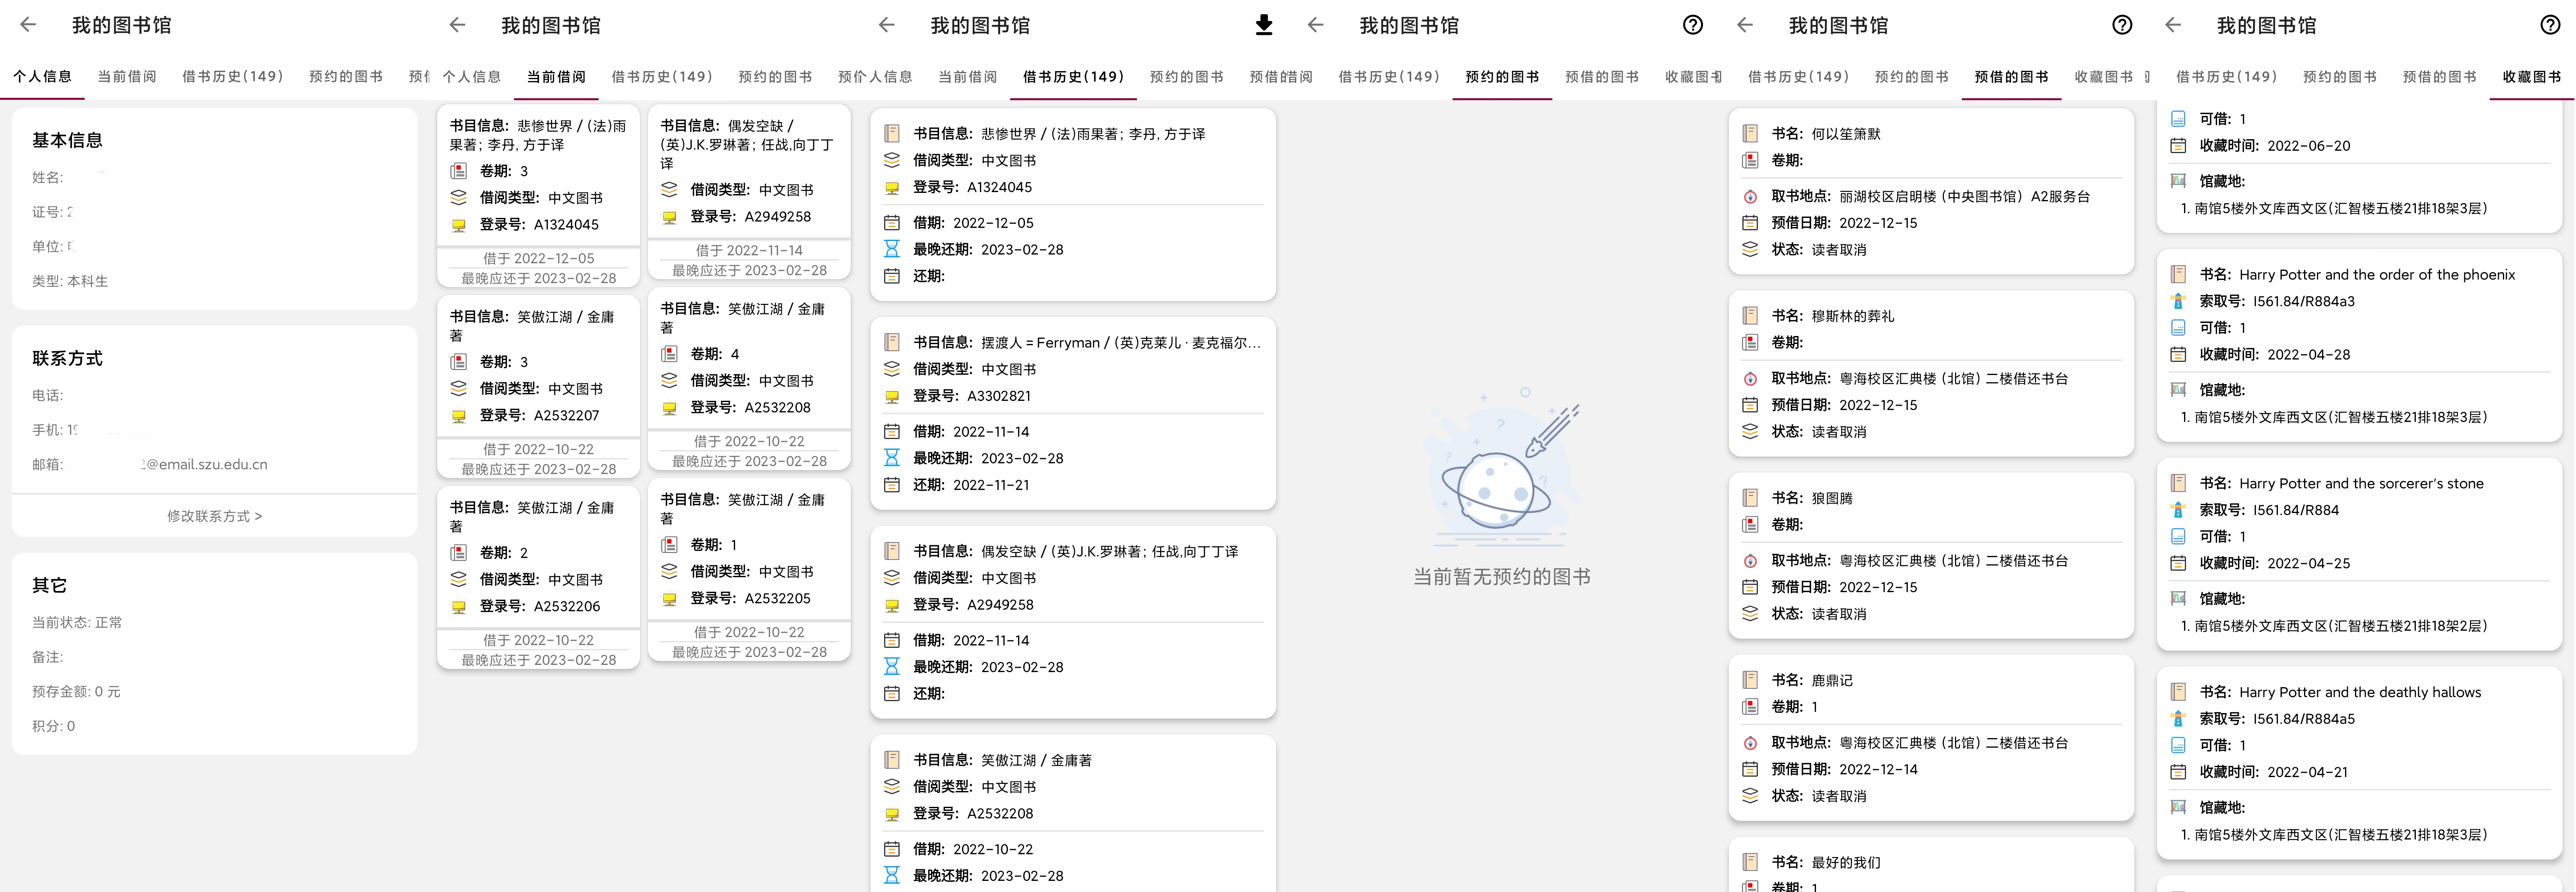 我的图书馆
个人信息 当前借阅 借书历史(149) 预约的图书
基本信息
姓名:
证号: 2
单位:
类型: 本科生
联系方式
电话:
手机: 19
邮箱: 2@email.szu.edu.cn
修改联系方式 >
其它
当前状态: 正常
备注:
预存金额: 0 元
积分: 0
我的图书馆
个人信息 当前借阅 借书历史(149) 预约的图书
书目信息: 悲惨世界 / (法)雨
果著; 李丹, 方于译
卷期: 3
借阅类型: 中文图书
登录号: A1324045
借于 2022-12-05
最晚应还于 2023-02-28
书目信息: 偶发空缺 /
(英)J.K.罗琳著; 任战,向丁丁
译
借阅类型: 中文图书
登录号: A2949258
借于 2022-11-14
最晚应还于 2023-02-28
书目信息: 笑傲江湖 / 金庸
著
卷期: 3
借阅类型: 中文图书
登录号: A2532207
借于 2022-10-22
最晚应还于 2023-02-28
书目信息: 笑傲江湖 / 金庸
著
卷期: 4
借阅类型: 中文图书
登录号: A2532208
借于 2022-10-22
最晚应还于 2023-02-28
书目信息: 笑傲江湖 / 金庸
著
卷期: 2
借阅类型: 中文图书
登录号: A2532206
借于 2022-10-22
最晚应还于 2023-02-28
书目信息: 笑傲江湖 / 金庸
著
卷期: 1
借阅类型: 中文图书
登录号: A2532205
借于 2022-10-22
最晚应还于 2023-02-28
我的图书馆
个人信息 当前借阅 借书历史(149) 预约的图书 预借的
书目信息: 悲惨世界 / (法)雨果著; 李丹, 方于译
借阅类型: 中文图书
登录号: A1324045
借期: 2022-12-05
最晚还期: 2023-02-28
还期:
书目信息: 摆渡人 = Ferryman / (英)克莱儿 · 麦克福尔...
借阅类型: 中文图书
登录号: A3302821
借期: 2022-11-14
最晚还期: 2023-02-28
还期: 2022-11-21
书目信息: 偶发空缺 / (英)J.K.罗琳著; 任战,向丁丁译
借阅类型: 中文图书
登录号: A2949258
借期: 2022-11-14
最晚还期: 2023-02-28
还期:
书目信息: 笑傲江湖 / 金庸著
借阅类型: 中文图书
登录号: A2532208
借期: 2022-10-22
最晚还期: 2023-02-28
我的图书馆
借阅 借书历史(149) 预约的图书 预借的图书 收藏图书
当前暂无预约的图书
我的图书馆
借书历史(149) 预约的图书 预借的图书 收藏图书
书名: 何以笙箫默
卷期:
取书地点: 丽湖校区启明楼 (中央图书馆) A2服务台
预借日期: 2022-12-15
状态: 读者取消
书名: 穆斯林的葬礼
卷期:
取书地点: 粤海校区汇典楼 (北馆) 二楼借还书台
预借日期: 2022-12-15
状态: 读者取消
书名: 狼图腾
卷期:
取书地点: 粤海校区汇典楼 (北馆) 二楼借还书台
预借日期: 2022-12-15
状态: 读者取消
书名: 鹿鼎记
卷期: 1
取书地点: 粤海校区汇典楼 (北馆) 二楼借还书台
预借日期: 2022-12-14
状态: 读者取消
书名: 最好的我们
卷期: 1
我的图书馆
借书历史(149) 预约的图书 预借的图书 收藏图书
可借: 1
收藏时间: 2022-06-20
馆藏地:
1. 南馆5楼外文库西文区(汇智楼五楼21排18架3层)
书名: Harry Potter and the order of the phoenix
索取号: I561.84/R884a3
可借: 1
收藏时间: 2022-04-28
馆藏地:
1. 南馆5楼外文库西文区(汇智楼五楼21排18架3层)
书名: Harry Potter and the sorcerer's stone
索取号: I561.84/R884
可借: 1
收藏时间: 2022-04-25
馆藏地:
1. 南馆5楼外文库西文区(汇智楼五楼21排18架2层)
书名: Harry Potter and the deathly hallows
索取号: I561.84/R884a5
可借: 1
收藏时间: 2022-04-21
馆藏地:
1. 南馆5楼外文库西文区(汇智楼五楼21排18架3层)